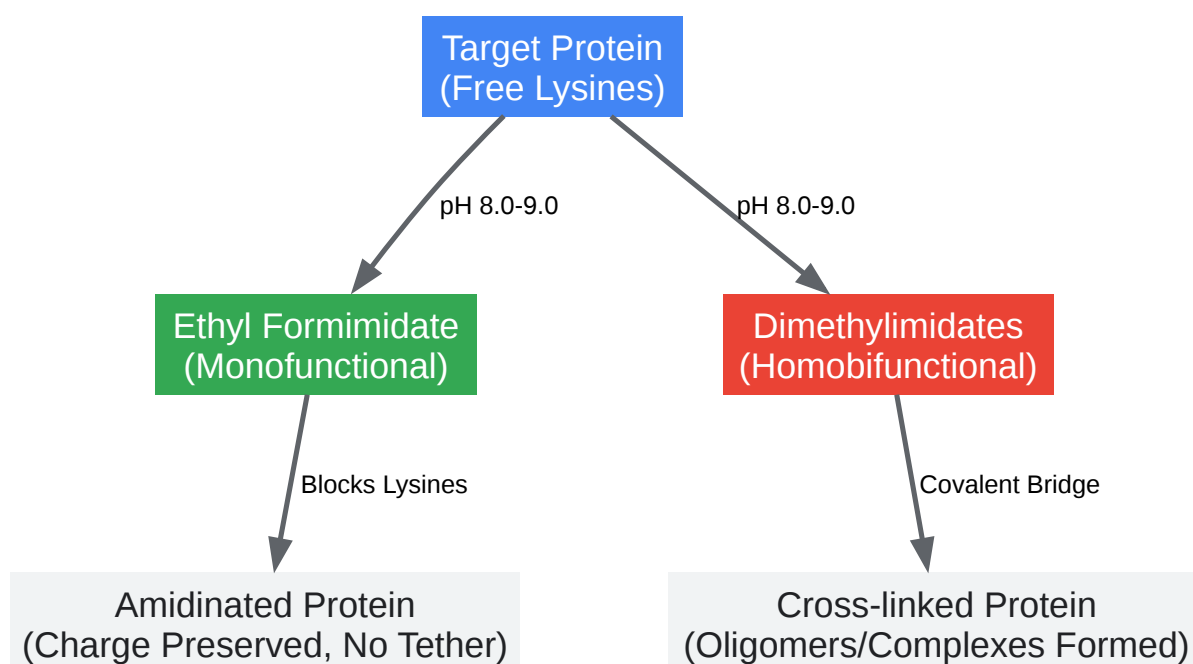 Target Protein
(Free Lysines)
pH 8.0-9.0
pH 8.0-9.0
Ethyl Formimidate
(Monofunctional)
Dimethylimidates
(Homobifunctional)
Blocks Lysines
Covalent Bridge
Amidinated Protein
(Charge Preserved, No Tether)
Cross-linked Protein
(Oligomers/Complexes Formed)